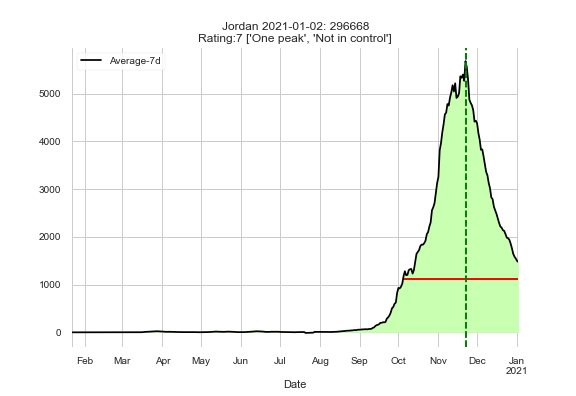 Jordan 2021-01-02: 296668
Rating:7 ['One peak', 'Not in control']
Average-7d
5000
4000
3000
2000
1000
0
Feb Mar Apr May Jun Jul Aug Sep Oct Nov Dec Jan
2021
Date